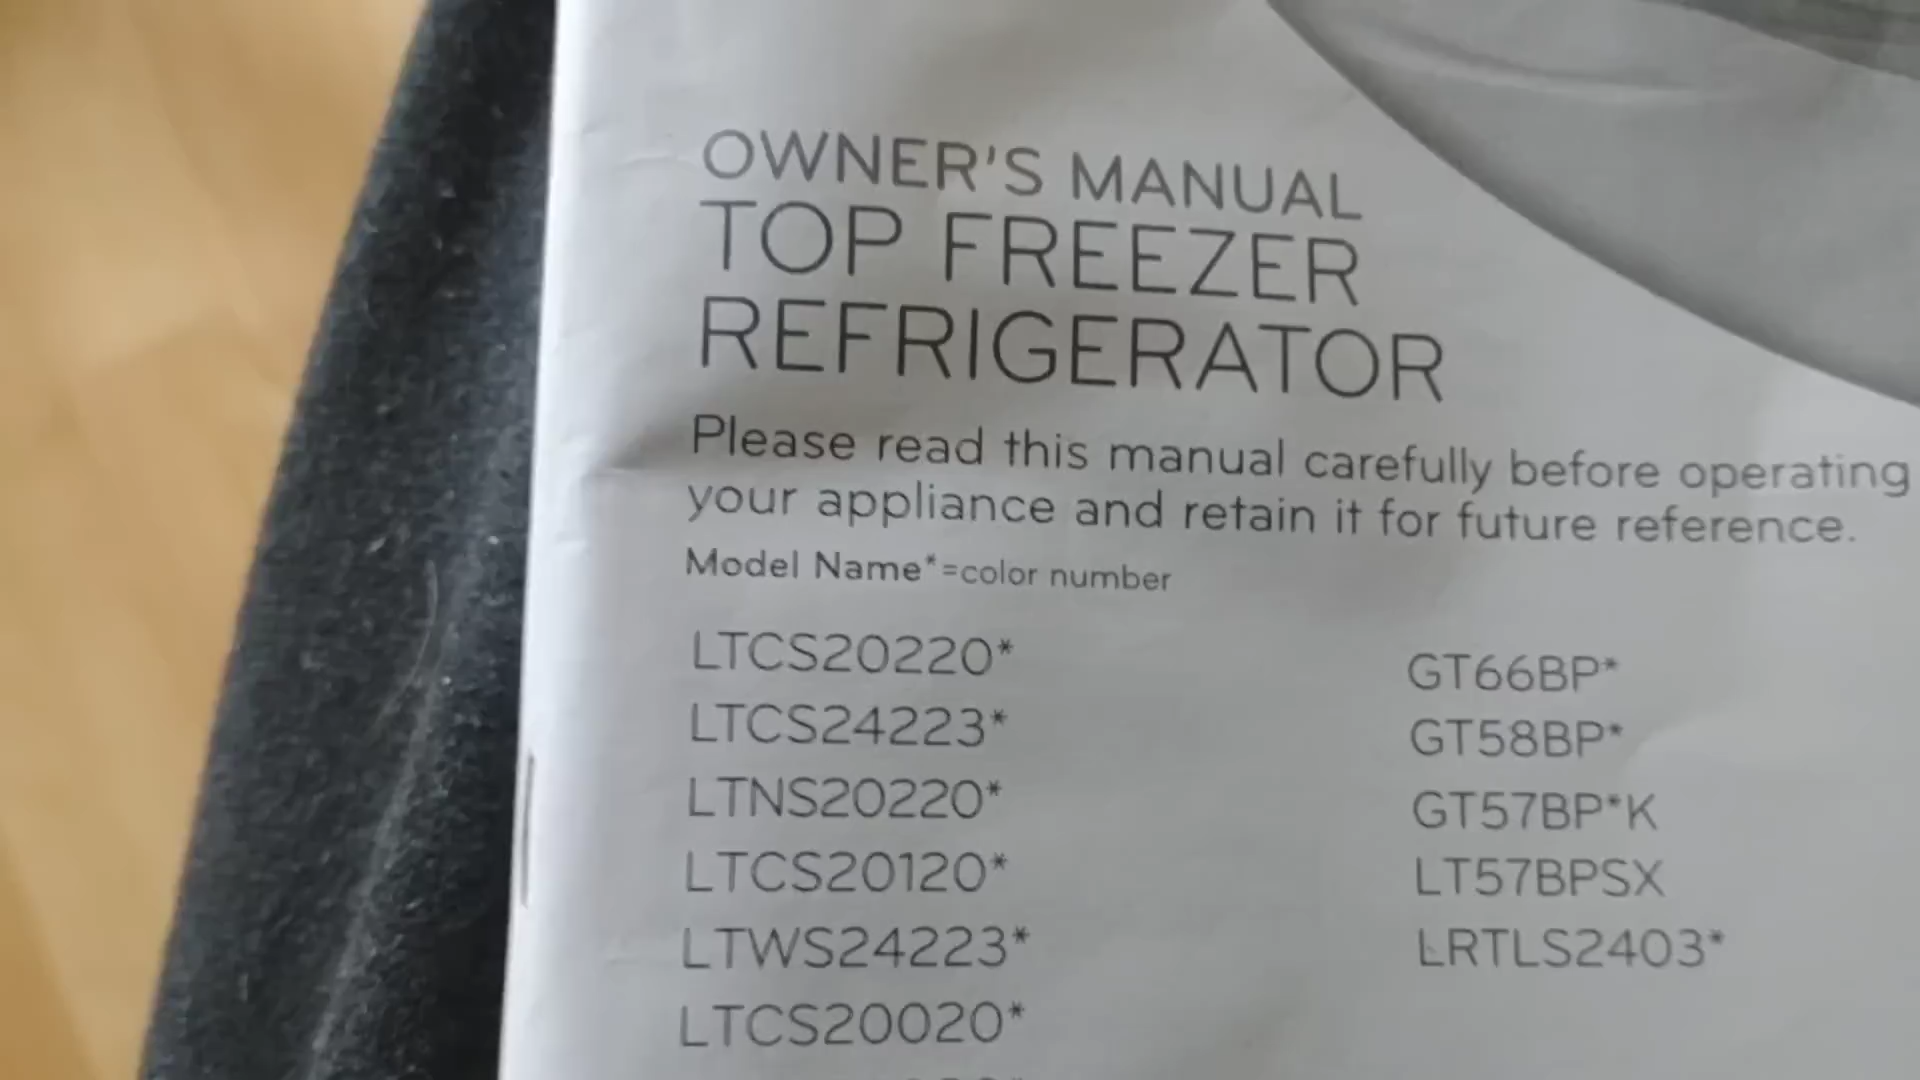 OWNER'S MANUAL
TOP FREEZER
REFRIGERATOR
Please read this manual carefully before operating
your appliance and retain it for future reference.
Model Name*=color number
LTCS20220*
LTCS24223*
LTNS20220*
LTCS20120*
LTWS24223*
LTCS20020*
GT66BP*
GT58BP*
GT57BP*K
LT57BPSX
LRTLS2403*